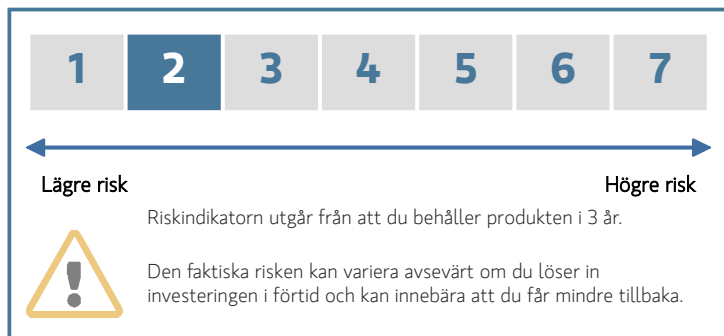 1 2 3 4 5 6 7
Lägre risk Högre risk
Riskindikatorn utgår från att du behåller produkten i 3 år.
Den faktiska risken kan variera avsevärt om du löser in
investeringen i förtid och kan innebära att du får mindre tillbaka.